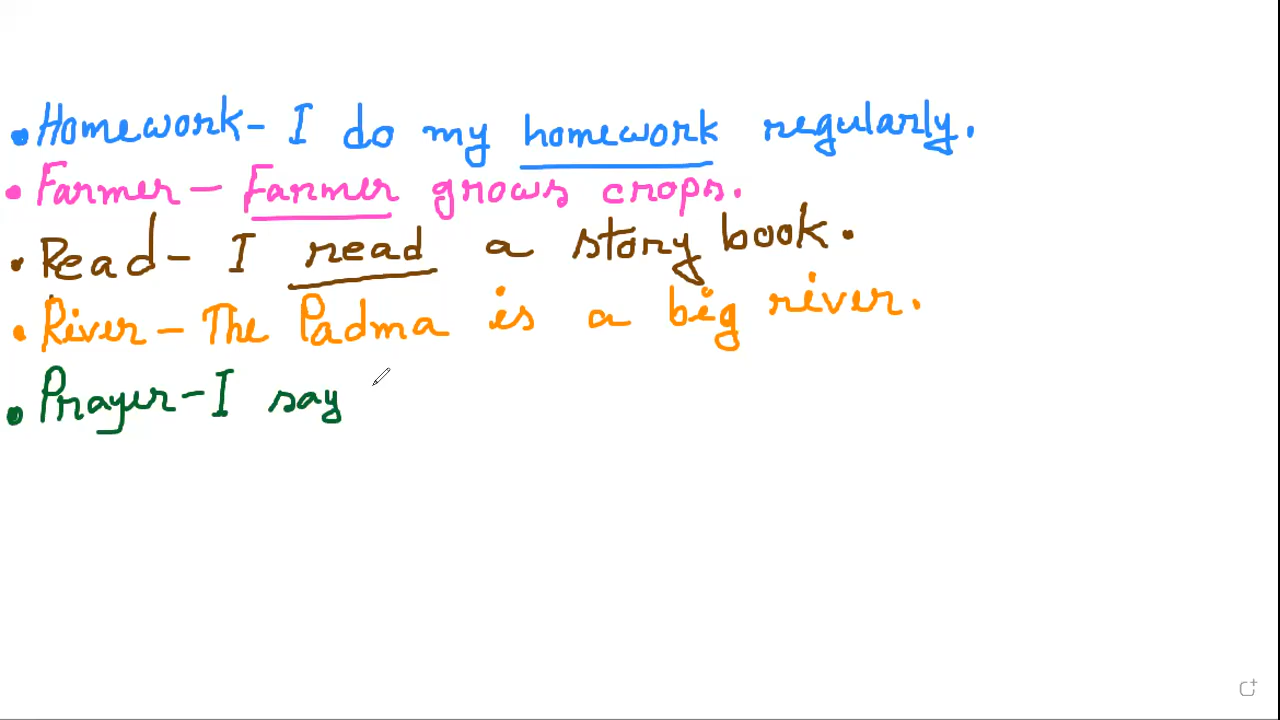 • Homework - I do my homework regularly.
• Farmer - Farmer grows crops.
• Read - I read a story book.
• River - The Padma is a big river.
• Prayer - I say